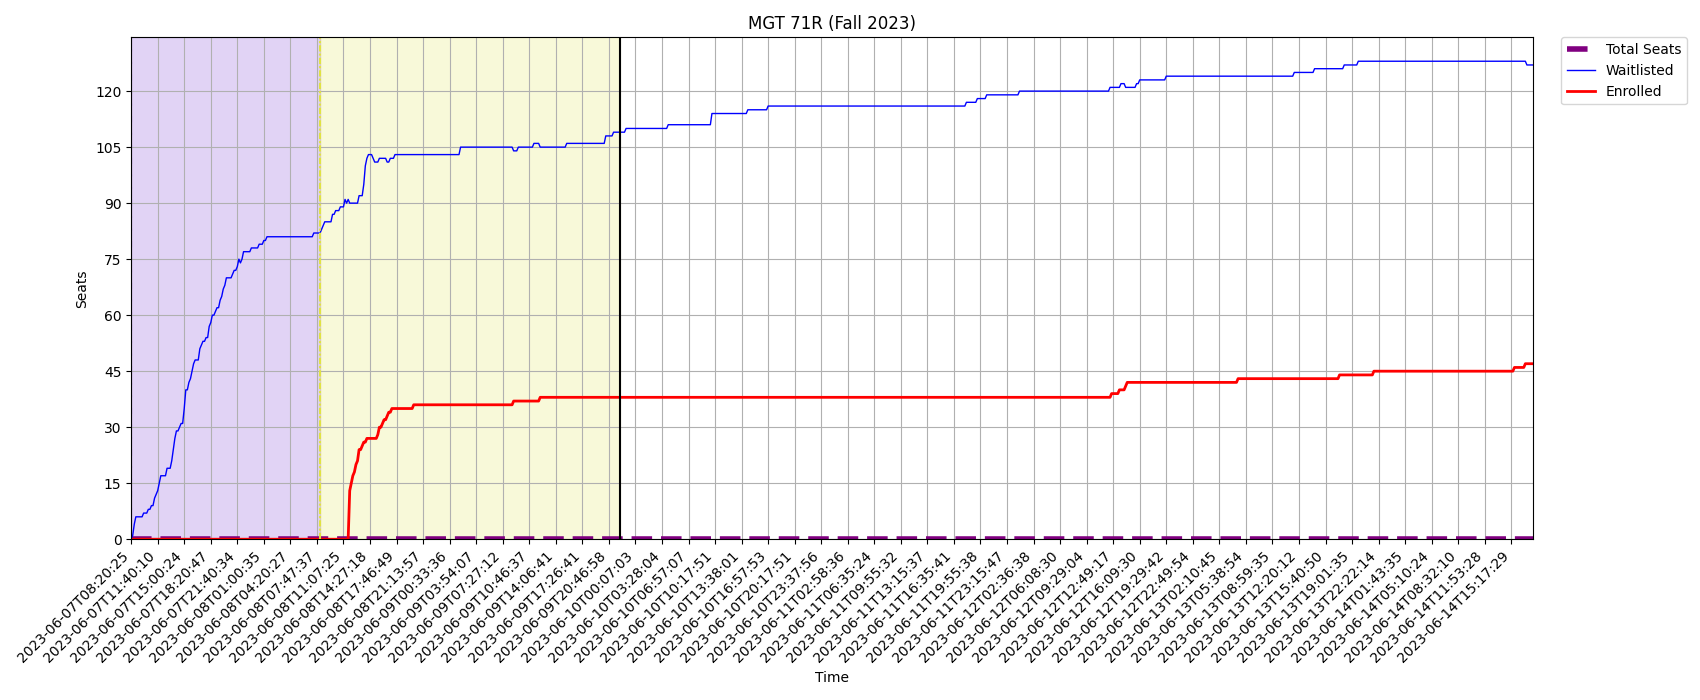 MGT 71R (Fall 2023)
Total Seats
Waitlisted
Enrolled
Seats
120
105
90
75
60
45
30
15
0
2023-06-07T08:20:25
2023-06-07T11:40:10
2023-06-07T15:00:24
2023-06-07T18:20:47
2023-06-07T21:40:34
2023-06-08T01:00:35
2023-06-08T04:20:27
2023-06-08T07:47:37
2023-06-08T11:07:25
2023-06-08T14:27:18
2023-06-08T17:46:49
2023-06-08T21:13:57
2023-06-09T00:33:36
2023-06-09T03:54:07
2023-06-09T07:27:12
2023-06-09T10:46:37
2023-06-09T14:06:41
2023-06-09T17:26:41
2023-06-09T20:46:58
2023-06-10T00:07:03
2023-06-10T03:28:04
2023-06-10T06:57:07
2023-06-10T10:17:51
2023-06-10T13:38:01
2023-06-10T16:57:53
2023-06-10T20:17:51
2023-06-10T23:37:56
2023-06-11T02:58:36
2023-06-11T06:35:24
2023-06-11T09:55:32
2023-06-11T13:15:37
2023-06-11T16:35:41
2023-06-11T19:55:38
2023-06-11T23:15:47
2023-06-12T02:36:38
2023-06-12T06:08:30
2023-06-12T09:29:04
2023-06-12T12:49:17
2023-06-12T16:09:30
2023-06-12T19:29:42
2023-06-12T22:49:54
2023-06-13T02:10:45
2023-06-13T05:38:54
2023-06-13T08:59:35
2023-06-13T12:20:12
2023-06-13T15:40:50
2023-06-13T19:01:35
2023-06-13T22:22:14
2023-06-14T01:43:35
2023-06-14T05:10:24
2023-06-14T08:32:10
2023-06-14T11:53:28
2023-06-14T15:17:29
Time